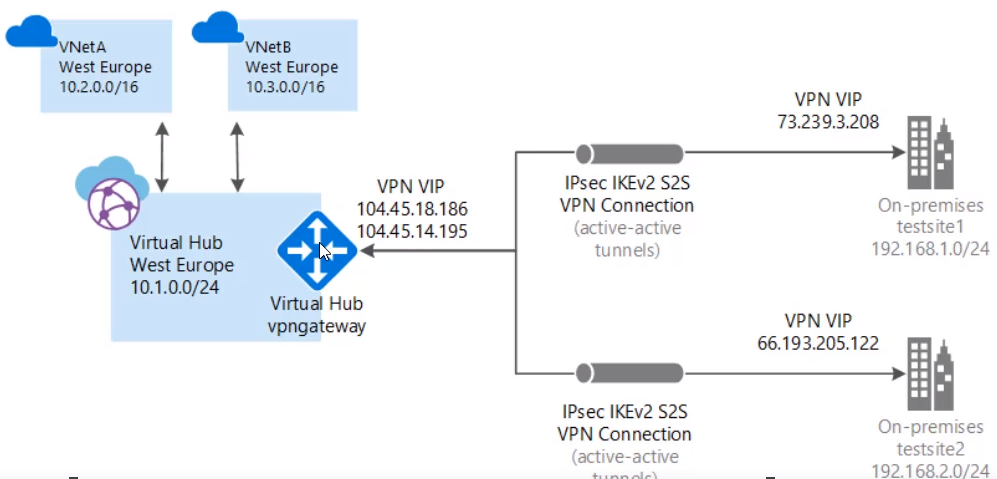 VNetA
West Europe
10.2.0.0/16
VNetB
West Europe
10.3.0.0/16
VPN VIP
73.239.3.208
IPsec IKEv2 S2S
VPN Connection
(active-active
tunnels)
On-premises
testsite1
192.168.1.0/24
VPN VIP
104.45.18.186
104.45.14.195
Virtual Hub
West Europe
10.1.0.0/24
Virtual Hub
vpngateway
VPN VIP
66.193.205.122
IPsec IKEv2 S2S
VPN Connection
(active-active
tunnels)
On-premises
testsite2
192.168.2.0/24